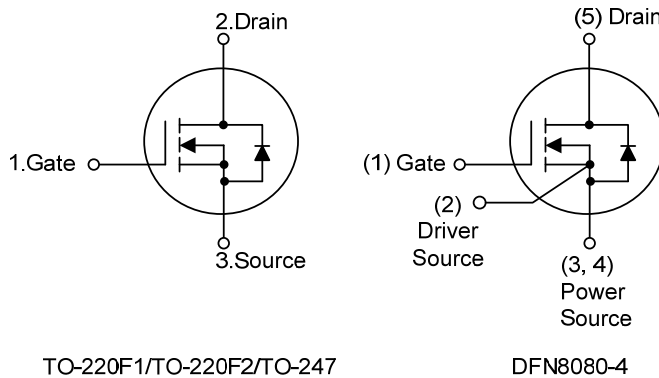 2.Drain
1.Gate
3.Source
TO-220F1/TO-220F2/TO-247
(5) Drain
(1) Gate
(2)
Driver
Source
(3, 4)
Power
Source
DFN8080-4